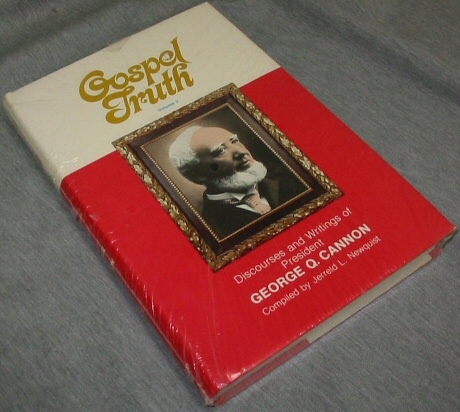 Gospel
Truth
Discourses and Writings of
President
GEORGE Q. CANNON
Compiled by Jerreld L. Newquist